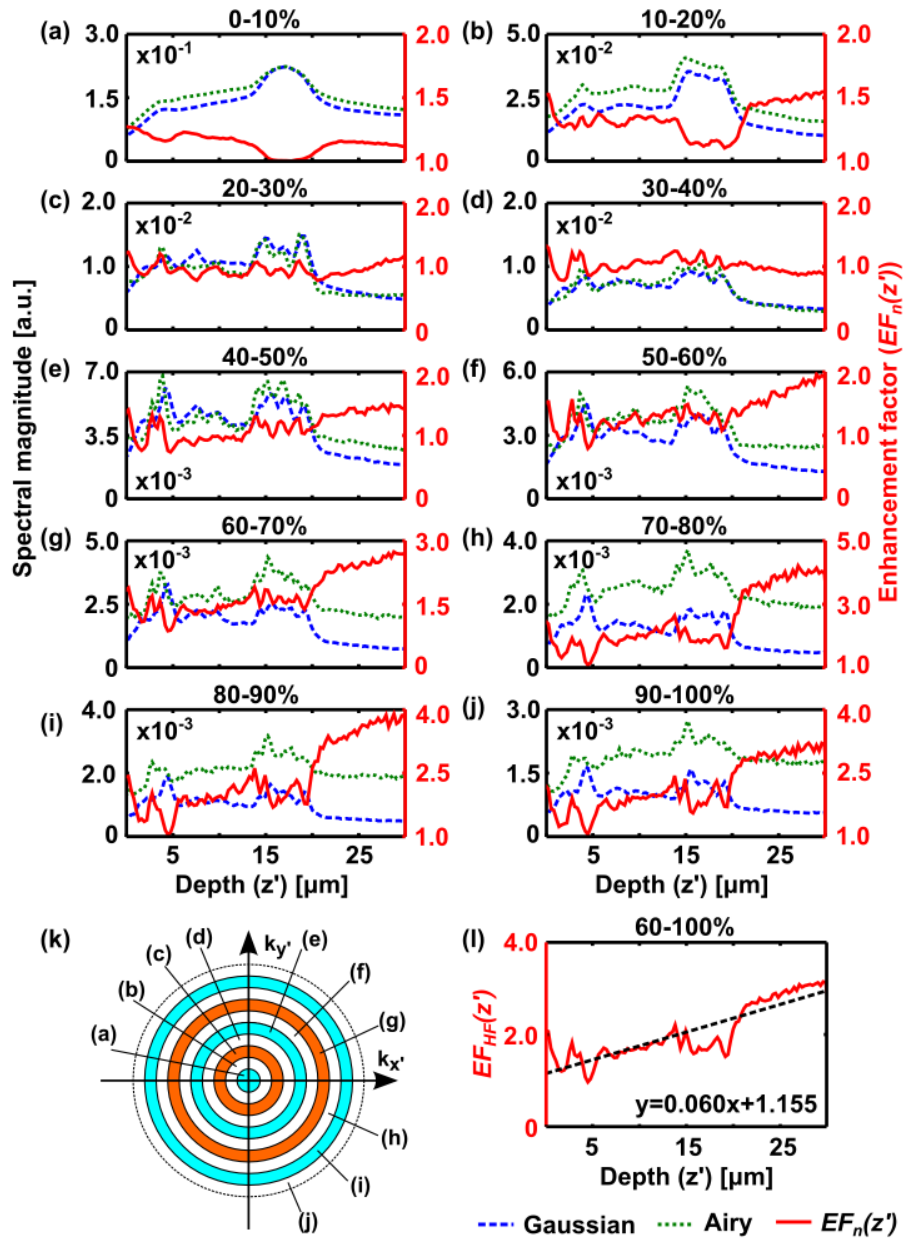 (a) 0-10% (b) 10-20%
3.0 x10-1 2.0 5.0 x10-2 2.0
1.5 1.5 2.5 1.5
0 1.0 0 1.0
(c) 20-30% (d) 30-40%
2.0 x10-2 2.0 2.0 x10-2 2.0
1.0 1.0 1.0 1.0
0 0 0 0
(e) 40-50% (f) 50-60%
7.0 2.0 6.0 2.0
3.5 1.0 3.0 1.0
0 x10-3 0 0 x10-3 0
(g) 60-70% (h) 70-80%
5.0 x10-3 3.0 4.0 x10-3 5.0
2.5 1.5 2.0 3.0
0 0 0 1.0
(i) 80-90% (j) 90-100%
4.0 x10-3 4.0 3.0 x10-3 4.0
2.0 2.5 1.5 2.5
0 1.0 0 1.0
5 15 25 5 15 25
Depth (z') [µm] Depth (z') [µm]
Spectral magnitude [a.u.]
Enhancement factor (EFn(z'))
(k) ky' kx'
(a)
(b)
(c)
(d)
(e)
(f)
(g)
(h)
(i)
(j)
(l) 60-100%
4.0
2.0
0
EFHF(z')
y=0.060x+1.155
5 15 25
Depth (z') [µm]
Gaussian Airy EFn(z')